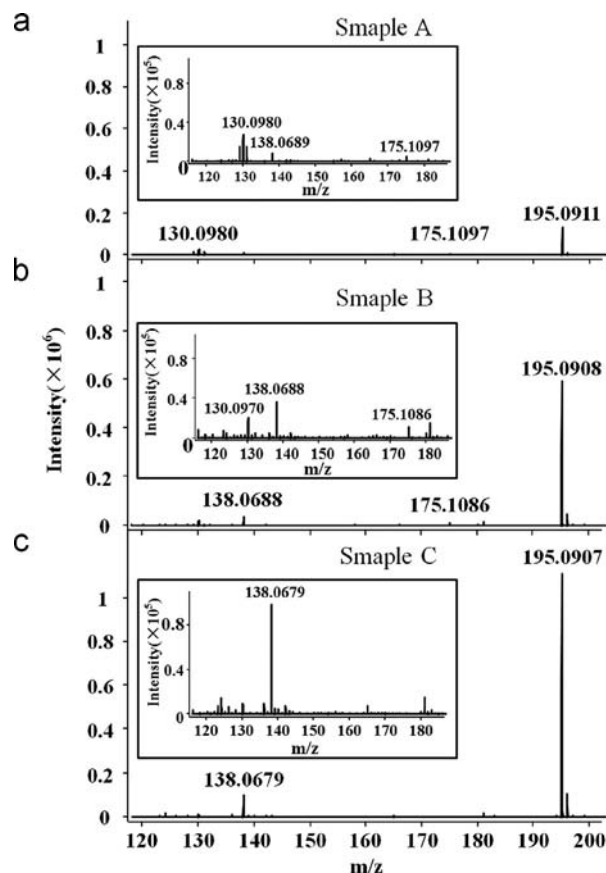 a
Smaple A
1
0.8
0.6
0.4
0.2
0
Intensity(×10⁵)
0.8
0.4
0
130.0980
138.0689
175.1097
120 130 140 150 160 170 180
m/z
130.0980
175.1097
195.0911
b
Smaple B
1
0.8
0.6
0.4
0.2
0
Intensity(×10⁶)
Intensity(×10⁵)
0.8
0.4
0
130.0970
138.0688
175.1086
120 130 140 150 160 170 180
m/z
138.0688
175.1086
195.0908
c
Smaple C
1
0.8
0.6
0.4
0.2
0
Intensity(×10⁵)
0.8
0.4
0
138.0679
120 130 140 150 160 170 180
m/z
138.0679
195.0907
120 130 140 150 160 170 180 190 200
m/z